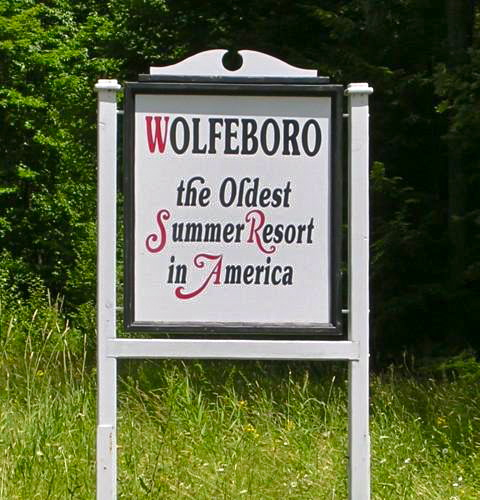 WOLFEBORO
the Oldest
Summer Resort
in America